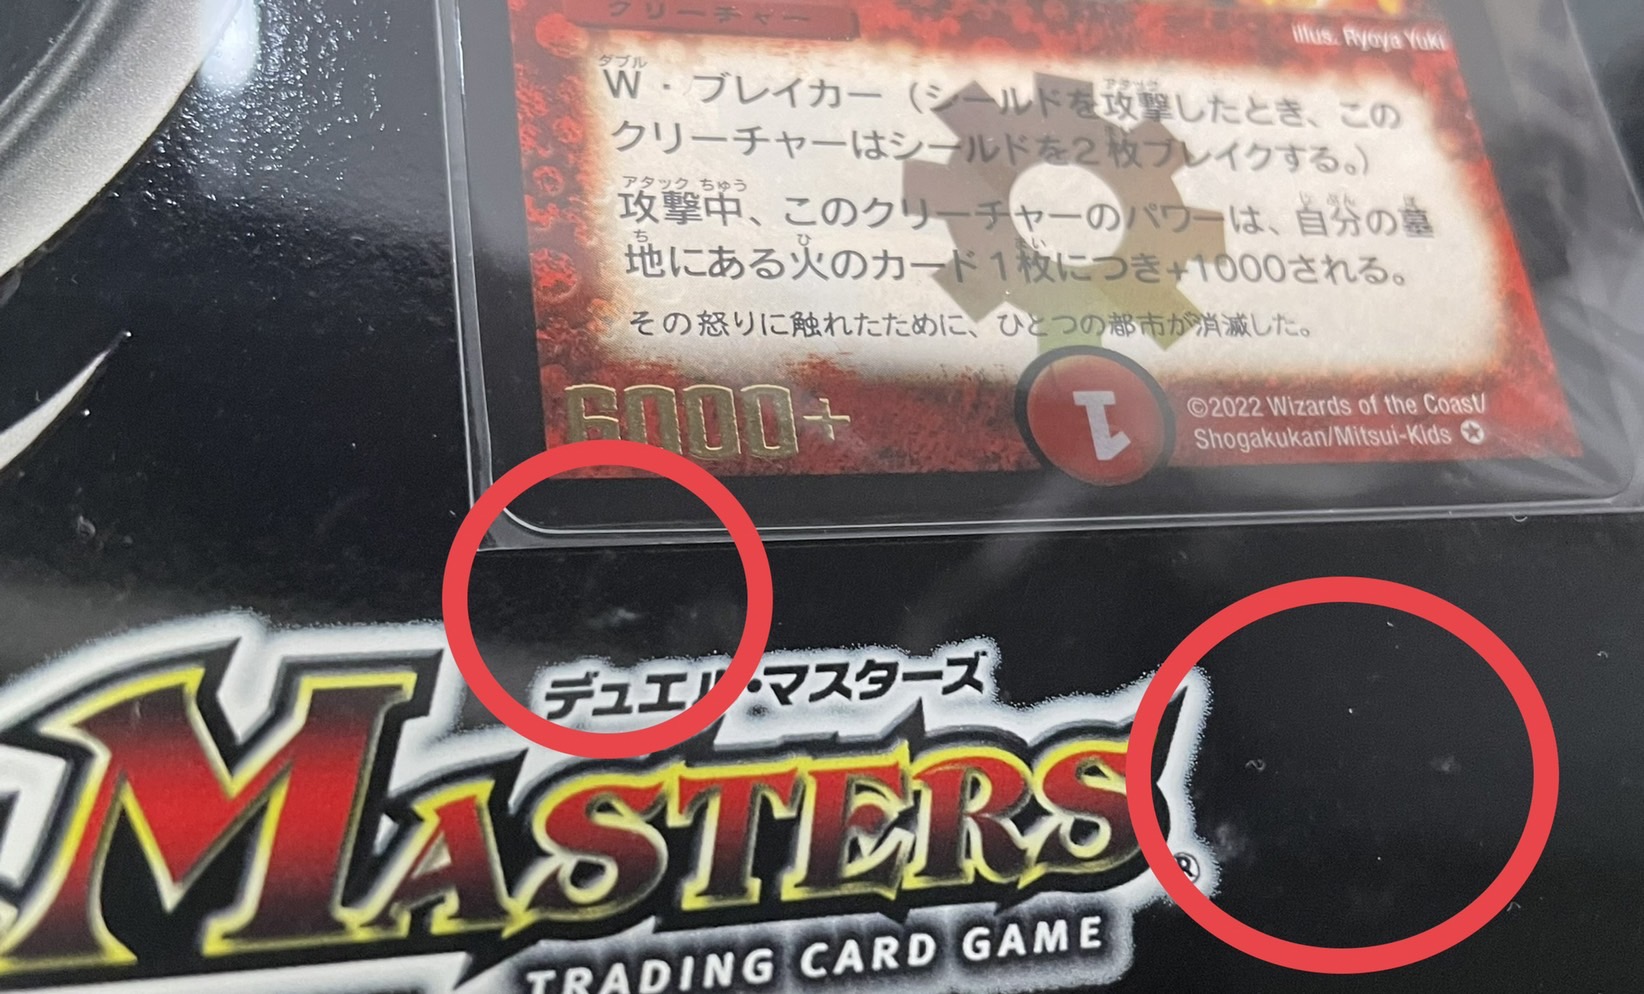 クリーチャー
illus. Ryoya Yuki
W・ブレイカー(シールドを攻撃したとき、この
クリーチャーはシールドを2枚ブレイクする。)
攻撃中、このクリーチャーのパワーは、自分の墓
地にある火のカード1枚につき+1000される。
その怒りに触れたために、ひとつの都市が消滅した。
6000+
1
©2022 Wizards of the Coast/
Shogakukan/Mitsui-Kids
デュエル・マスターズ
MASTERS®
TRADING CARD GAME